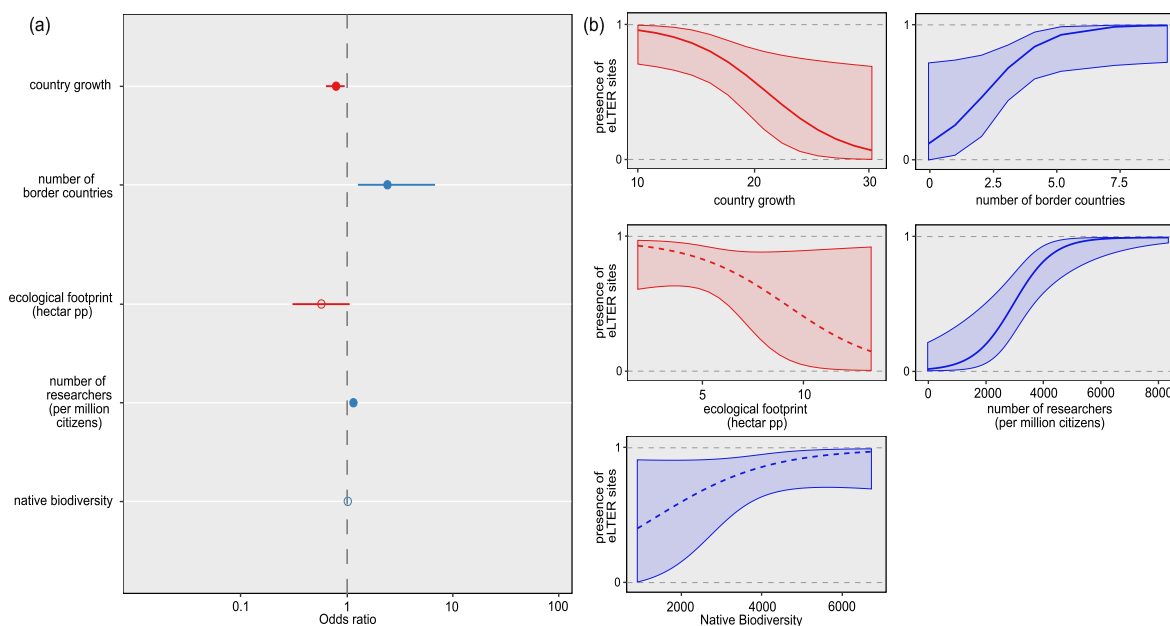 (a)
country growth
number of
border countries
ecological footprint
(hectar pp)
number of
researchers
(per million
citizens)
native biodiversity
0.1 1 10 100
Odds ratio
(b)
presence of
eLTER sites
1
0
10 20 30
country growth
1
0
0 2.5 5.0 7.5
number of border countries
presence of
eLTER sites
1
0
5 10
ecological footprint
(hectar pp)
1
0
0 2000 4000 6000 8000
number of researchers
(per million citizens)
presence of
eLTER sites
1
0
2000 4000 6000
Native Biodiversity